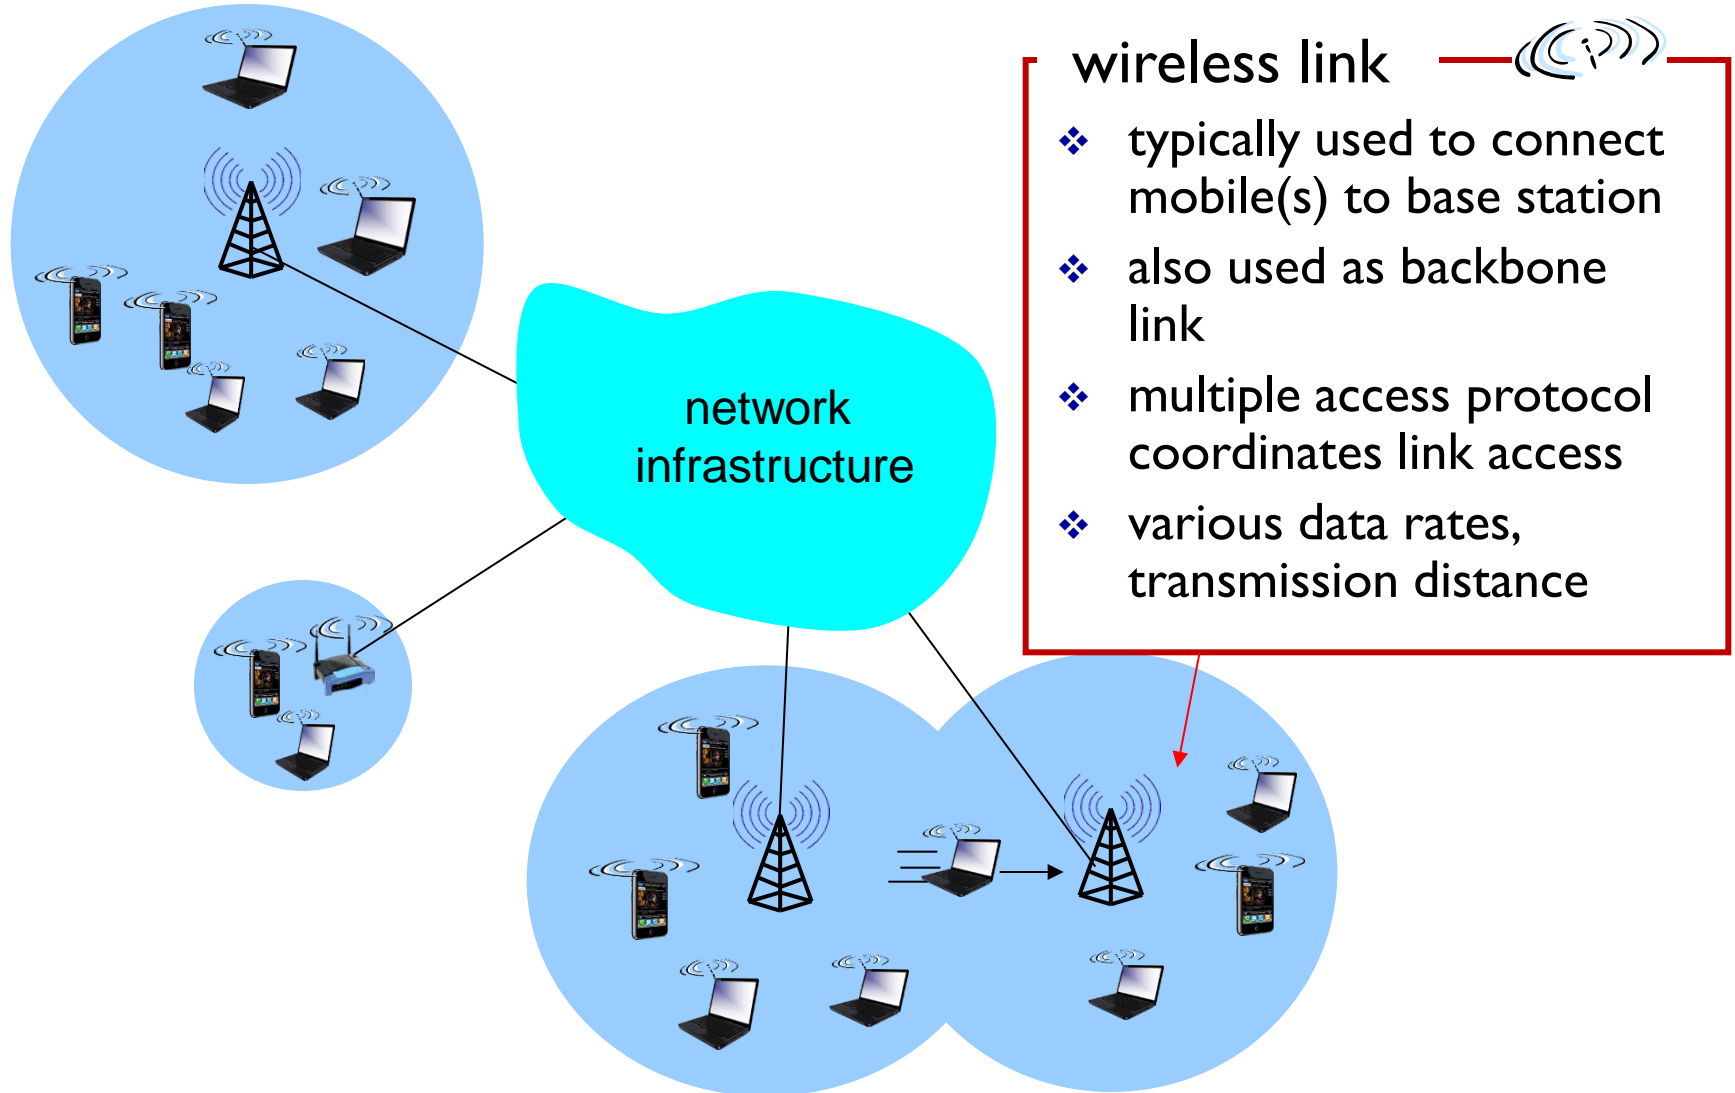 wireless link
❖ typically used to connect
mobile(s) to base station
❖ also used as backbone
link
❖ multiple access protocol
coordinates link access
❖ various data rates,
transmission distance
network
infrastructure